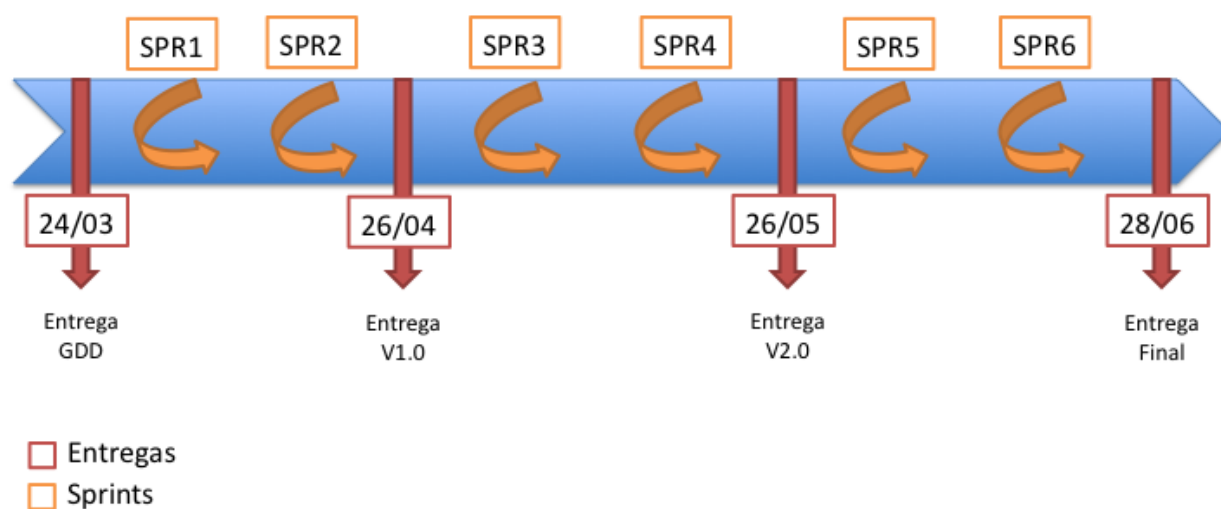 SPR1
SPR2
SPR3
SPR4
SPR5
SPR6
24/03
26/04
26/05
28/06
Entrega
GDD
Entrega
V1.0
Entrega
V2.0
Entrega
Final
Entregas
Sprints